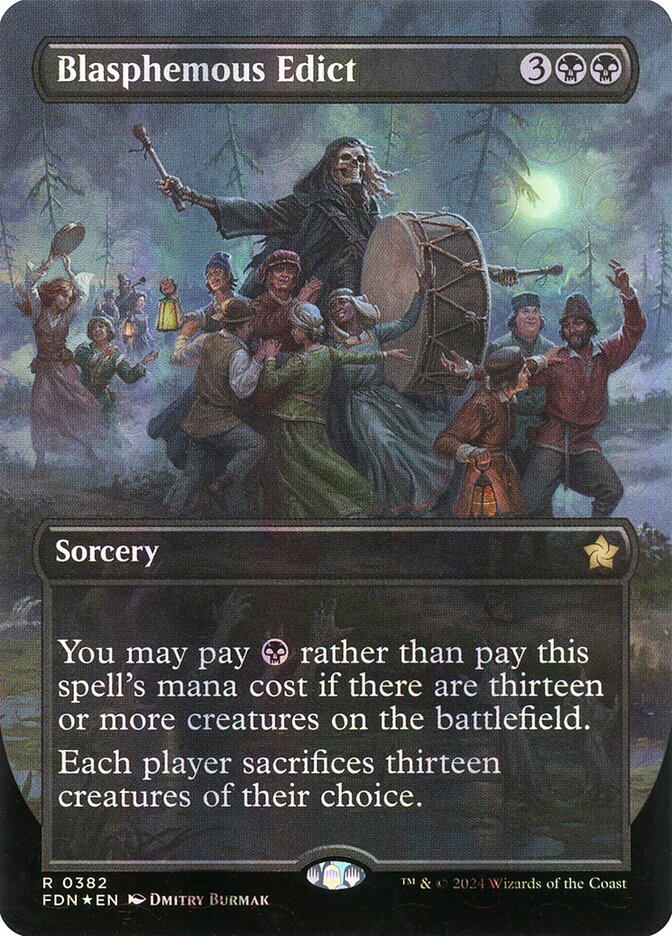 Blasphemous Edict 3
Sorcery
You may pay rather than pay this
spell's mana cost if there are thirteen
or more creatures on the battlefield.
Each player sacrifices thirteen
creatures of their choice.
R 0382
™ & © 2024 Wizards of the Coast
FDN★EN Dmitry Burmak